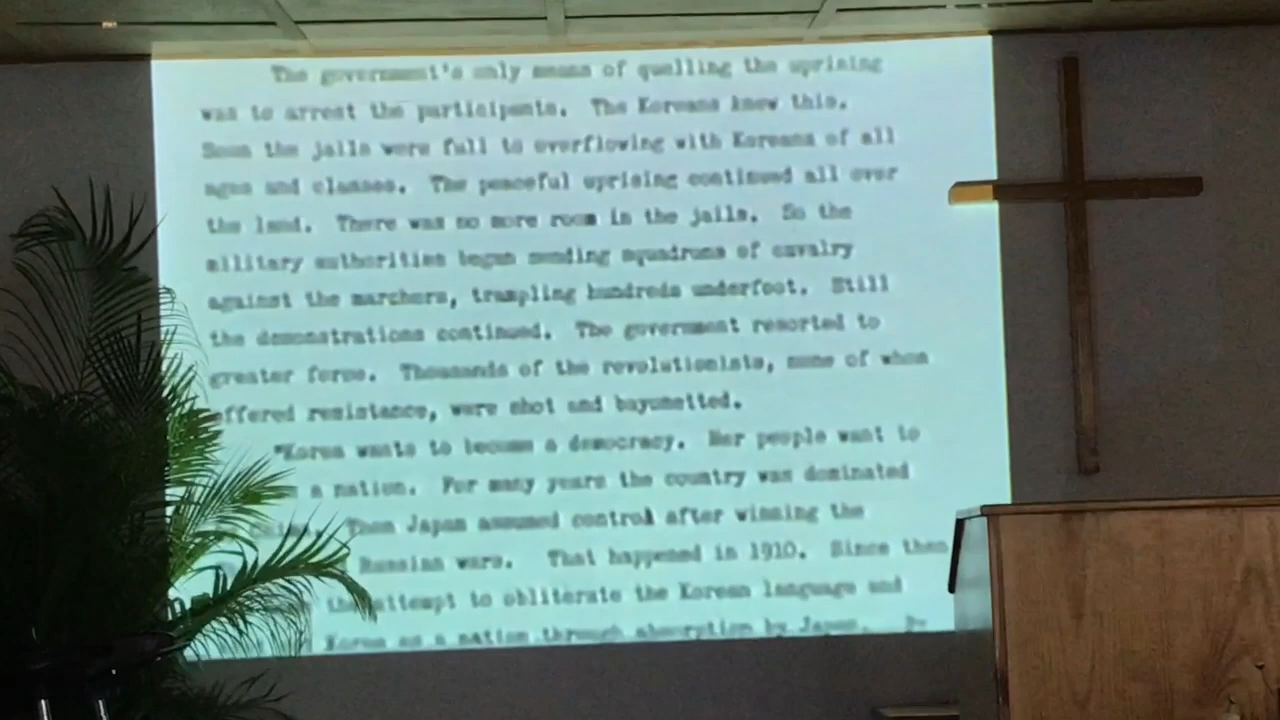 The government's only means of quelling the uprising
was to arrest the participants. The Koreans knew this.
Soon the jails were full to overflowing with Koreans of all
ages and classes. The peaceful uprising continued all over
the land. There was no more room in the jails. So the
military authorities began sending squadrons of cavalry
against the marchers, trampling hundreds underfoot. Still
the demonstrations continued. The government resorted to
greater force. Thousands of the revolutionists, none of whom
offered resistance, were shot and bayonetted.
"Korea wants to become a democracy. Her people want to
a nation. For many years the country was dominated
Then Japan assumed control after winning the
Russian wars. That happened in 1910. Since then
the attempt to obliterate the Korean language and
Korea as a nation through absorption by Japan.